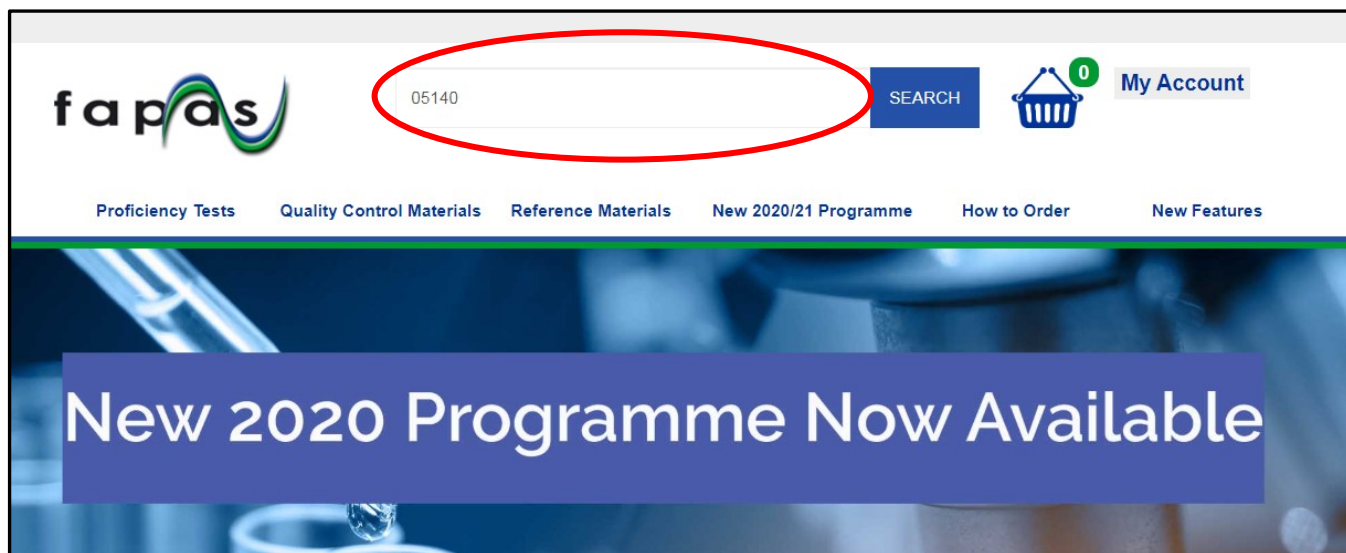 fapas
05140
SEARCH
0
My Account
Proficiency Tests
Quality Control Materials
Reference Materials
New 2020/21 Programme
How to Order
New Features
New 2020 Programme Now Available